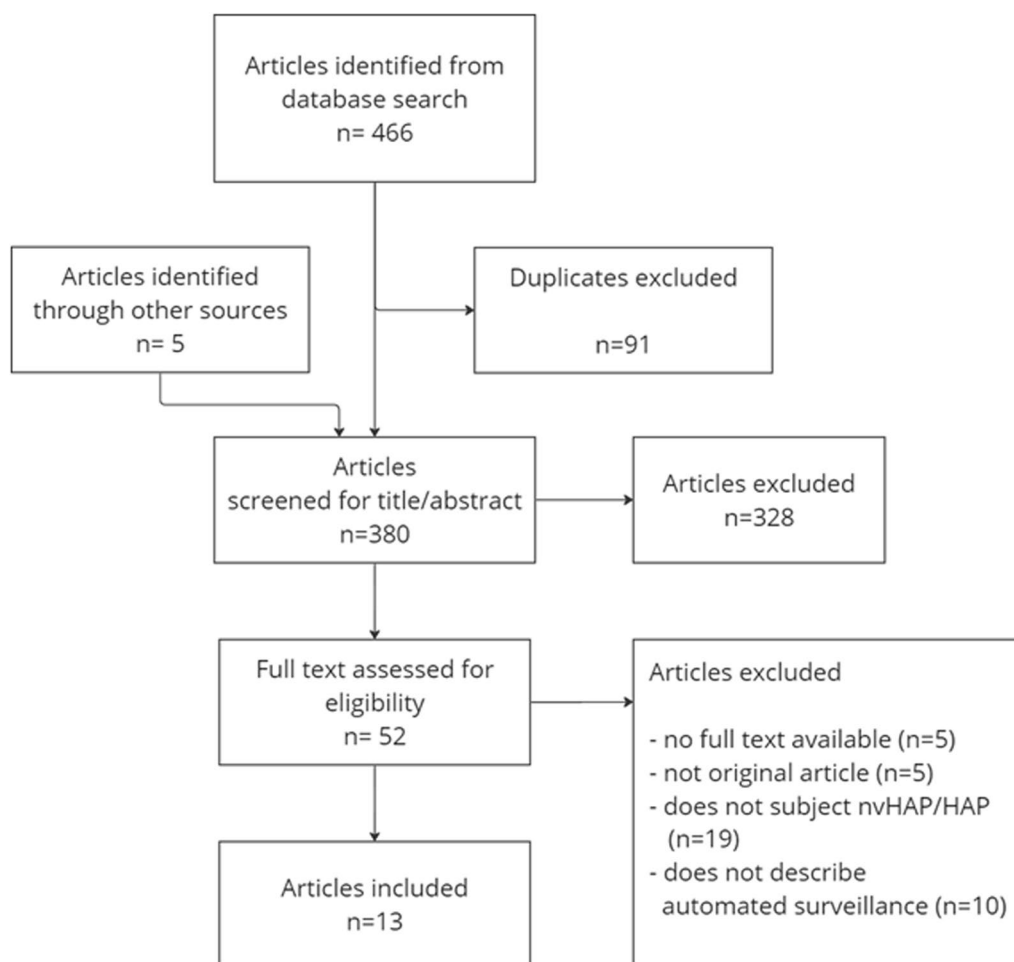 Articles identified from
database search
n= 466
Articles identified
through other sources
n= 5
Duplicates excluded
n=91
Articles
screened for title/abstract
n=380
Articles excluded
n=328
Full text assessed for
eligibility
n= 52
Articles excluded
- no full text available (n=5)
- not original article (n=5)
- does not subject nvHAP/HAP
(n=19)
- does not describe
automated surveillance (n=10)
Articles included
n=13